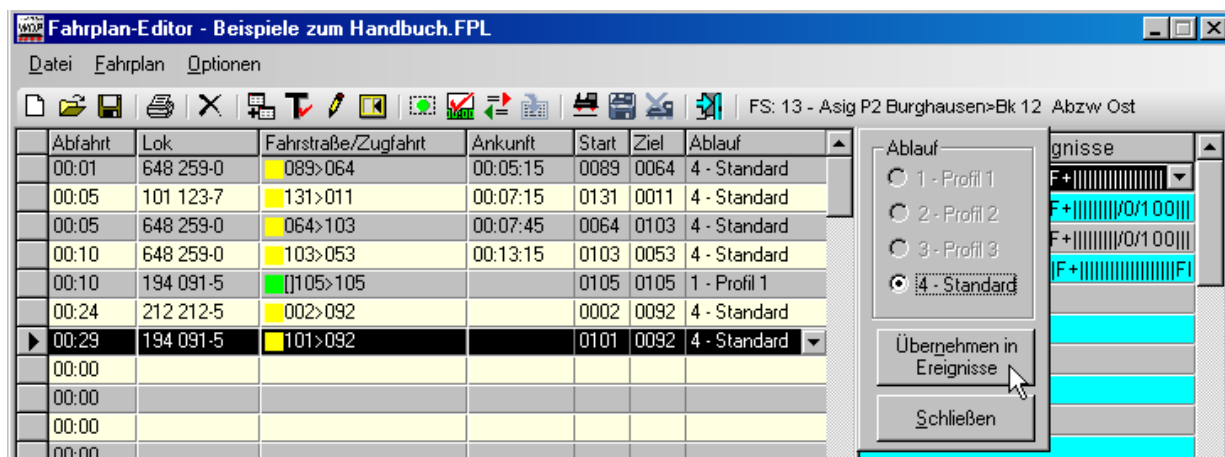 Fahrplan-Editor - Beispiele zum Handbuch.FPL
Datei Fahrplan Optionen
FS: 13 - Asig P2 Burghausen>Bk 12 Abzw Ost
Abfahrt Lok Fahrstraße/Zugfahrt Ankunft Start Ziel Ablauf
00:01 648 259-0 089>064 00:05:15 0089 0064 4 - Standard
00:05 101 123-7 131>011 00:07:15 0131 0011 4 - Standard
00:05 648 259-0 064>103 00:07:45 0064 0103 4 - Standard
00:10 648 259-0 103>053 00:13:15 0103 0053 4 - Standard
00:10 194 091-5 []105>105 0105 0105 1 - Profil 1
00:24 212 212-5 002>092 0002 0092 4 - Standard
00:29 194 091-5 101>092 0101 0092 4 - Standard
00:00
00:00
00:00
00:00
Ablauf
1 - Profil 1
2 - Profil 2
3 - Profil 3
4 - Standard
Übernehmen in
Ereignisse
Schließen
gnisse